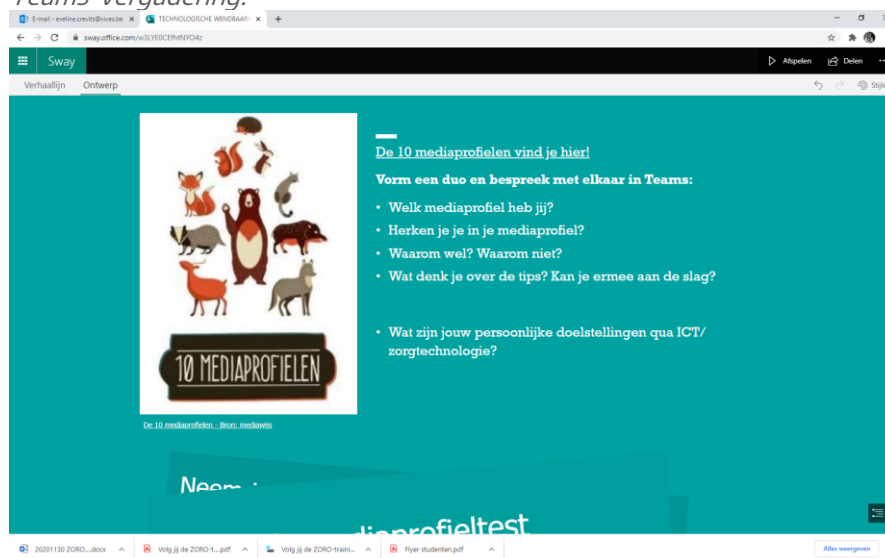 Teams-vergadering.
E-mail - eveline.crevits@vives.be
TECHNOLOGISCHE WENDBAAR
sway.office.com/w3LYE0CEfhtNYO4z
Sway
Afspelen
Delen
Verhaallijn
Ontwerp
Stijle
De 10 mediaprofielen vind je hier!
Vorm een duo en bespreek met elkaar in Teams:
• Welk mediaprofiel heb jij?
• Herken je je in je mediaprofiel?
• Waarom wel? Waarom niet?
• Wat denk je over de tips? Kan je ermee aan de slag?
• Wat zijn jouw persoonlijke doelstellingen qua ICT/
zorgtechnologie?
10 MEDIAPROFIELEN
De 10 mediaprofielen - Bron: mediawijs
Neem
diaprofieltest
20201130 ZORO...docx
Volg jij de ZORO-t...pdf
Volg jij de ZORO-traini...
Flyer studenten.pdf
Alles weergeven